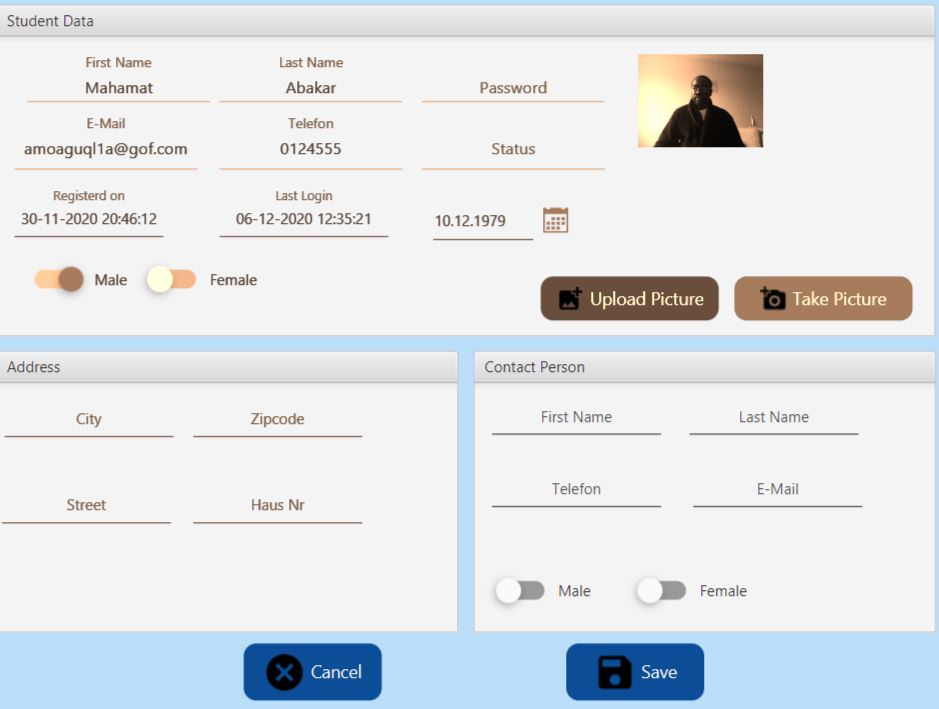 Student Data
First Name Last Name
Mahamat Abakar Password
E-Mail Telefon
amoaguql1a@gof.com 0124555 Status
Registerd on Last Login
30-11-2020 20:46:12 06-12-2020 12:35:21 10.12.1979
Male Female
Upload Picture Take Picture
Address
City Zipcode
Street Haus Nr
Contact Person
First Name Last Name
Telefon E-Mail
Male Female
Cancel Save